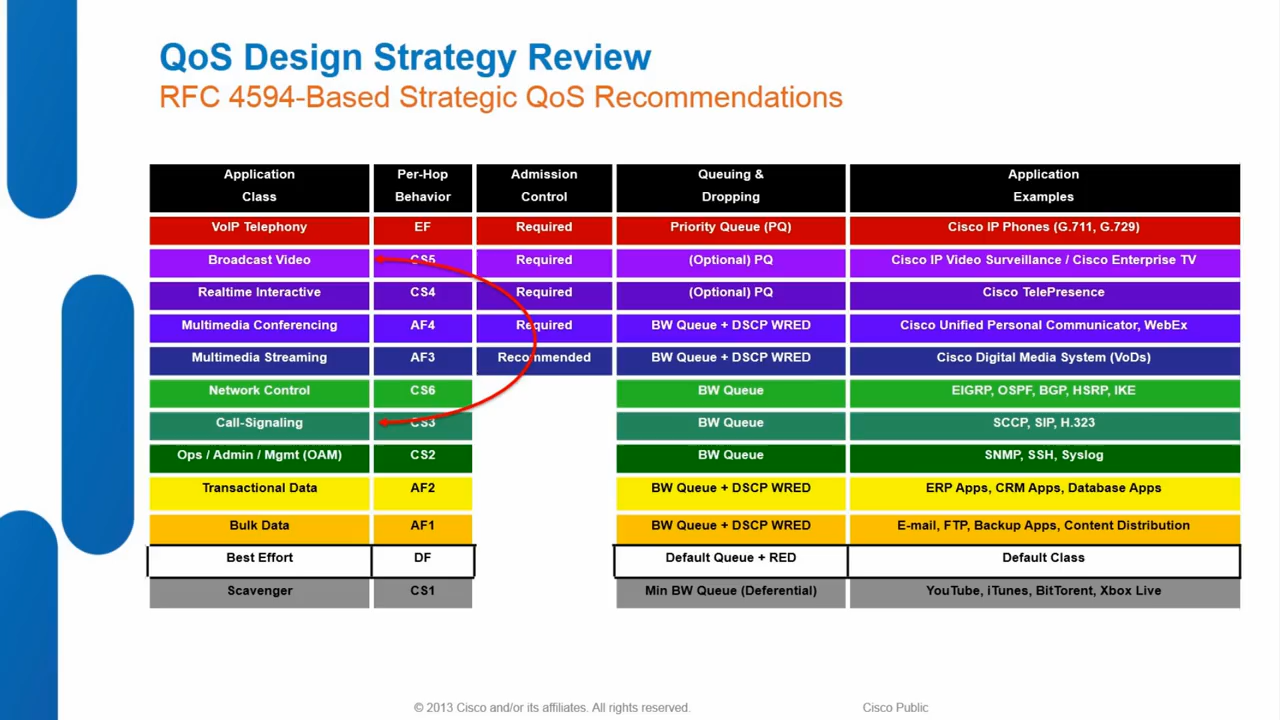 QoS Design Strategy Review
RFC 4594-Based Strategic QoS Recommendations
Application Class Per-Hop Behavior Admission Control Queuing & Dropping Application Examples
VoIP Telephony EF Required Priority Queue (PQ) Cisco IP Phones (G.711, G.729)
Broadcast Video CS5 Required (Optional) PQ Cisco IP Video Surveillance / Cisco Enterprise TV
Realtime Interactive CS4 Required (Optional) PQ Cisco TelePresence
Multimedia Conferencing AF4 Required BW Queue + DSCP WRED Cisco Unified Personal Communicator, WebEx
Multimedia Streaming AF3 Recommended BW Queue + DSCP WRED Cisco Digital Media System (VoDs)
Network Control CS6 BW Queue EIGRP, OSPF, BGP, HSRP, IKE
Call-Signaling CS3 BW Queue SCCP, SIP, H.323
Ops / Admin / Mgmt (OAM) CS2 BW Queue SNMP, SSH, Syslog
Transactional Data AF2 BW Queue + DSCP WRED ERP Apps, CRM Apps, Database Apps
Bulk Data AF1 BW Queue + DSCP WRED E-mail, FTP, Backup Apps, Content Distribution
Best Effort DF Default Queue + RED Default Class
Scavenger CS1 Min BW Queue (Deferential) YouTube, iTunes, BitTorent, Xbox Live
© 2013 Cisco and/or its affiliates. All rights reserved. Cisco Public